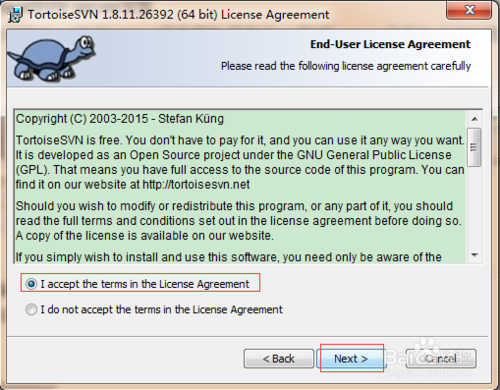 TortoiseSVN 1.8.11.26392 (64 bit) License Agreement
End-User License Agreement
Please read the following license agreement carefully
Copyright (C) 2003-2015 - Stefan Küng
TortoiseSVN is free. You don't have to pay for it, and you can use it any way you want.
It is developed as an Open Source project under the GNU General Public License
(GPL). That means you have full access to the source code of this program. You can
find it on our website at http://tortoisesvn.net
Should you wish to modify or redistribute this program, or any part of it, you should
read the full terms and conditions set out in the license agreement before doing so.
A copy of the license is available on our website.
If you simply wish to install and use this software, you need only be aware of the
I accept the terms in the License Agreement
I do not accept the terms in the License Agreement
< Back
Next >
Cancel